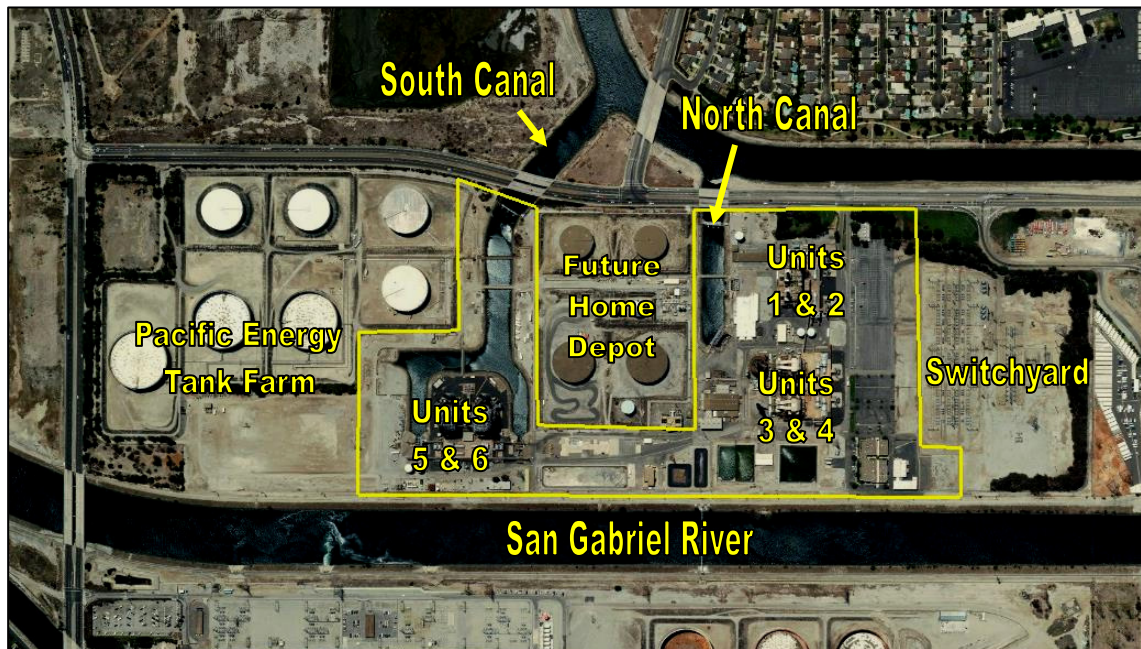 South Canal
North Canal
Future
Home
Depot
Units
1 & 2
Pacific Energy
Tank Farm
Switchyard
Units
3 & 4
Units
5 & 6
San Gabriel River